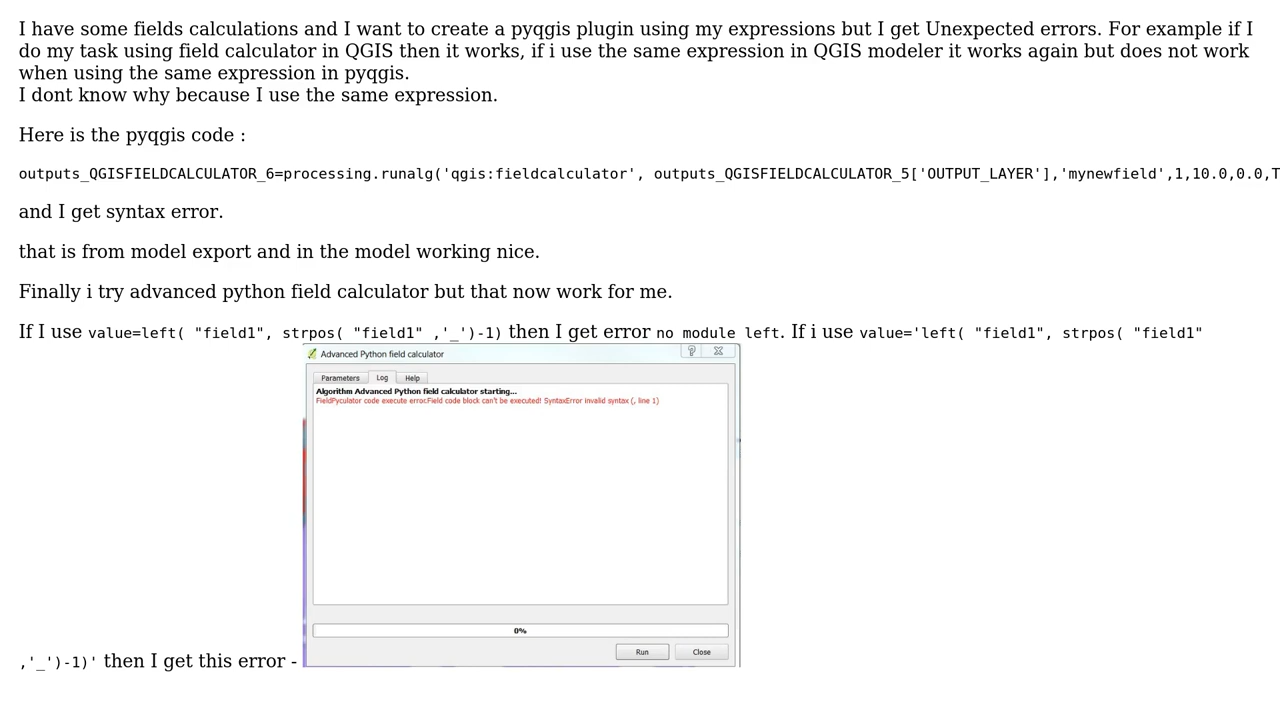 I have some fields calculations and I want to create a pyqgis plugin using my expressions but I get Unexpected errors. For example if I
do my task using field calculator in QGIS then it works, if i use the same expression in QGIS modeler it works again but does not work
when using the same expression in pyqgis.
I dont know why because I use the same expression.
Here is the pyqgis code :
outputs_QGISFIELDCALCULATOR_6=processing.runalg('qgis:fieldcalculator', outputs_QGISFIELDCALCULATOR_5['OUTPUT_LAYER'],'mynewfield',1,10.0,0.0,T
and I get syntax error.
that is from model export and in the model working nice.
Finally i try advanced python field calculator but that now work for me.
If I use value=left( "field1", strpos( "field1" ,'_')-1) then I get error no module left. If i use value='left( "field1", strpos( "field1"
Advanced Python field calculator
Parameters Log Help
Algorithm Advanced Python field calculator starting...
FieldPyculator code execute error.Field code block can't be executed! SyntaxError invalid syntax (, line 1)
0%
Run Close
,'_')-1)' then I get this error -